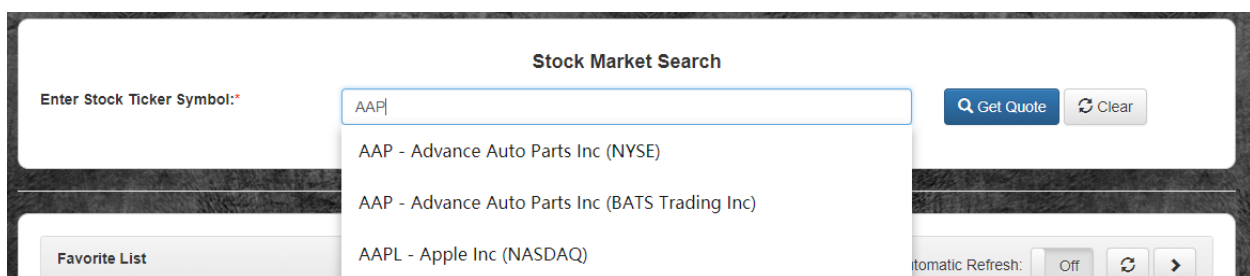 Stock Market Search
Enter Stock Ticker Symbol:*
AAP
Get Quote
Clear
AAP - Advance Auto Parts Inc (NYSE)
AAP - Advance Auto Parts Inc (BATS Trading Inc)
AAPL - Apple Inc (NASDAQ)
Favorite List
utomatic Refresh:
Off